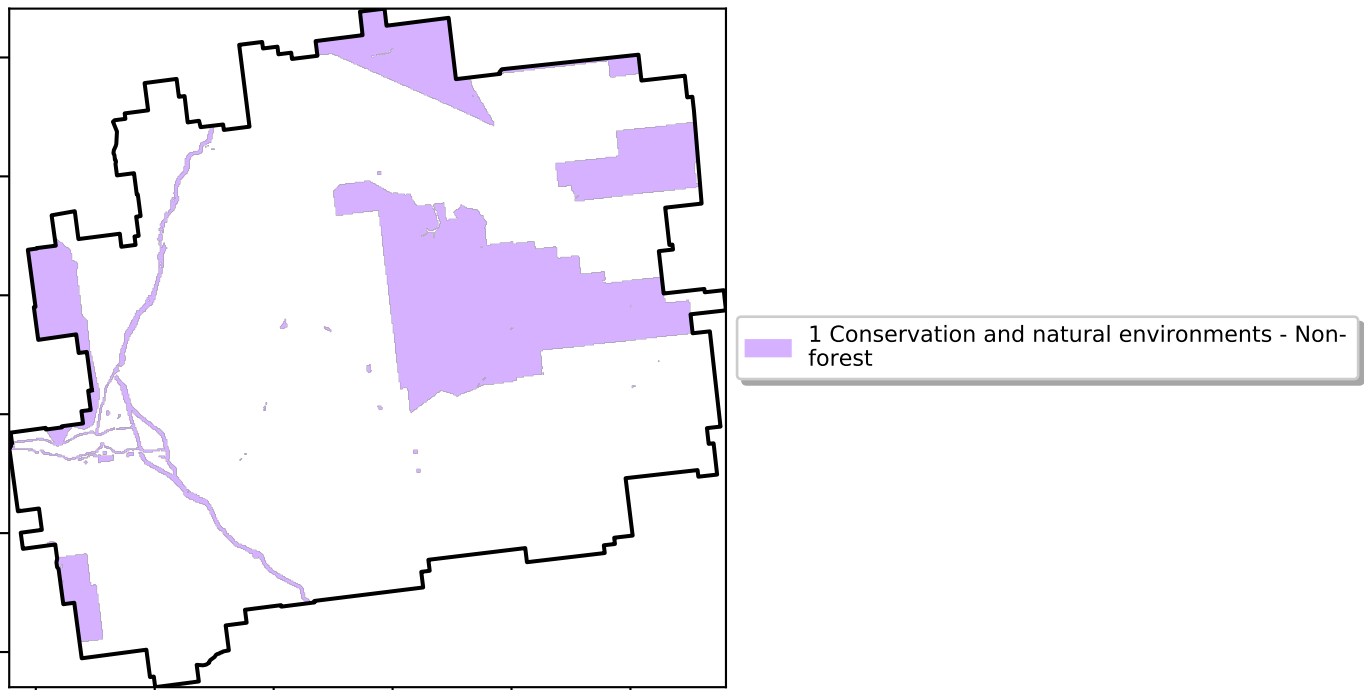 1 Conservation and natural environments - Non-
forest